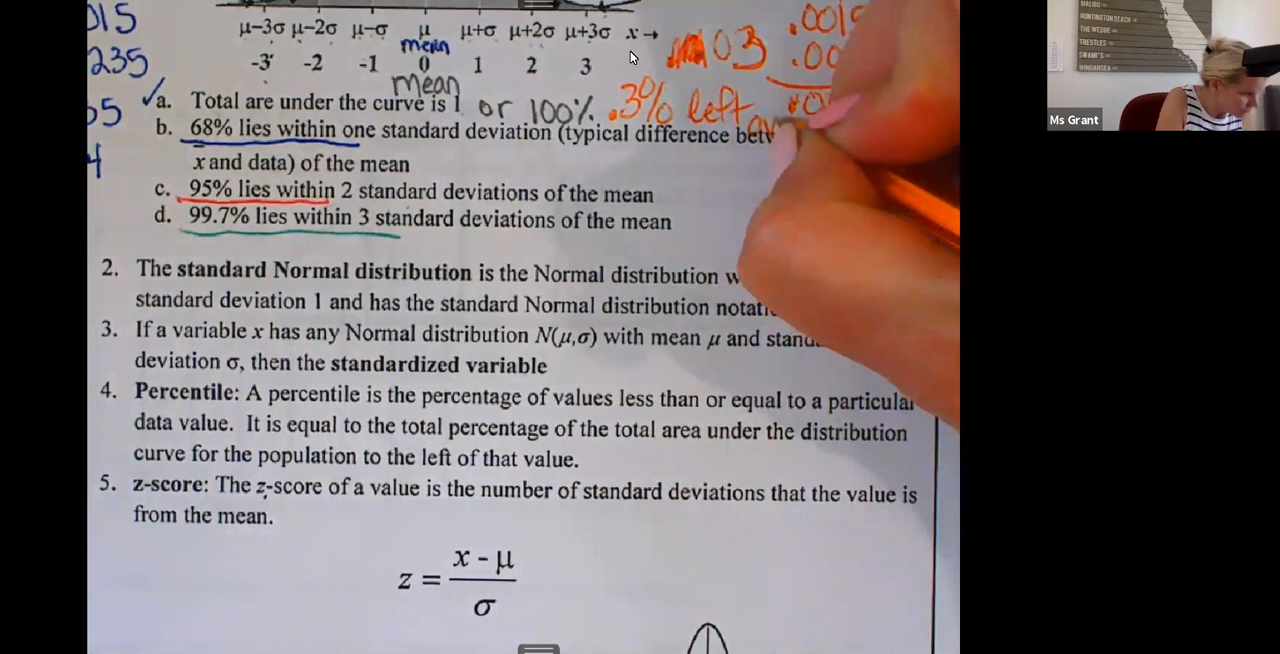 015
235
μ−3σ μ−2σ μ−σ μ μ+σ μ+2σ μ+3σ x→
mean
-3 -2 -1 0 1 2 3
mean
03
a. Total are under the curve is 1 or 100%. .3% left
b. 68% lies within one standard deviation (typical difference
x̄ and data) of the mean
c. 95% lies within 2 standard deviations of the mean
d. 99.7% lies within 3 standard deviations of the mean
2. The standard Normal distribution is the Normal distribution
standard deviation 1 and has the standard Normal distribution
3. If a variable x has any Normal distribution N(μ,σ) with mean μ and
deviation σ, then the standardized variable
4. Percentile: A percentile is the percentage of values less than or equal to a particular
data value. It is equal to the total percentage of the total area under the distribution
curve for the population to the left of that value.
5. z-score: The z-score of a value is the number of standard deviations that the value is
from the mean.
z = x - μ
σ
MALIBU
HUNTINGTON BEACH
THE WEDGE
TRESTLES
SWAMI'S
WINDANSEA
Ms Grant